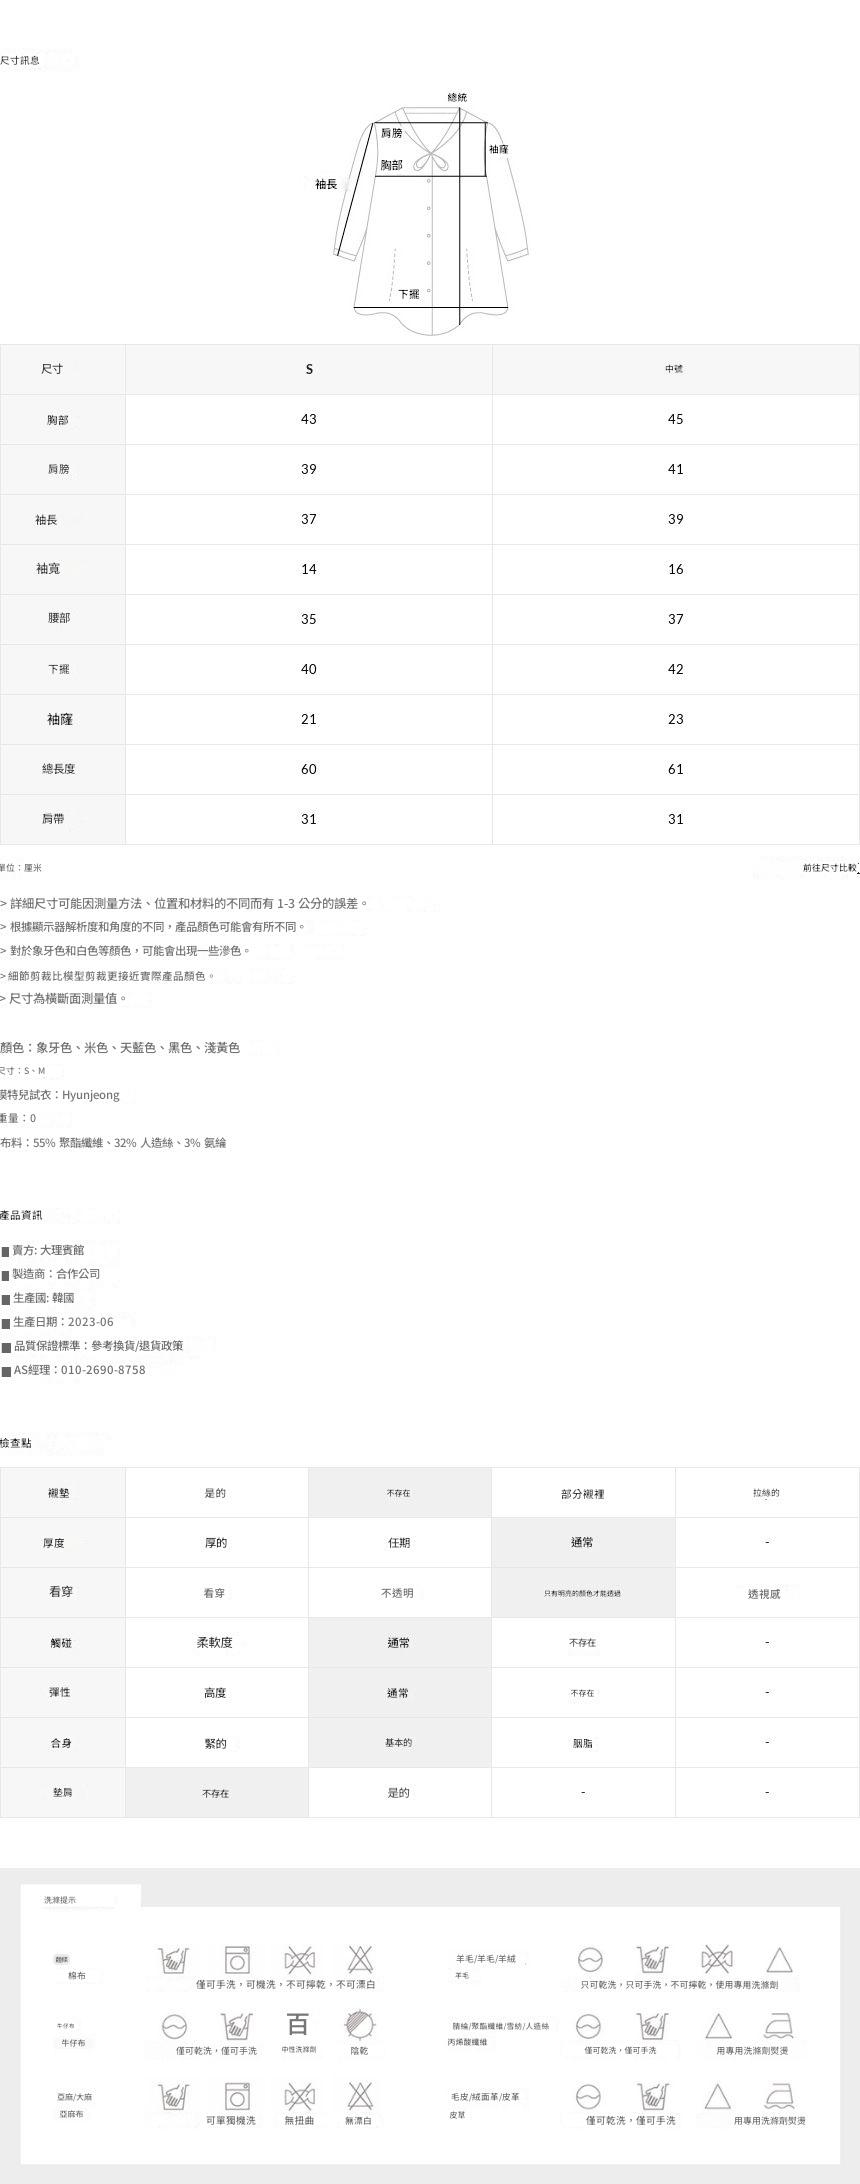 尺寸訊息
總統
肩膀
袖窿
胸部
袖長
下擺
尺寸 S 中號
胸部 43 45
肩膀 39 41
袖長 37 39
袖寬 14 16
腰部 35 37
下擺 40 42
袖窿 21 23
總長度 60 61
肩帶 31 31
單位：厘米 前往尺寸比較
> 詳細尺寸可能因測量方法、位置和材料的不同而有 1-3 公分的誤差。
> 根據顯示器解析度和角度的不同，產品顏色可能會有所不同。
> 對於象牙色和白色等顏色，可能會出現一些滲色。
> 細節剪裁比模型剪裁更接近實際產品顏色。
> 尺寸為橫斷面測量值。
顏色：象牙色、米色、天藍色、黑色、淺黃色
尺寸：S、M
模特兒試衣：Hyunjeong
重量：0
布料：55% 聚酯纖維、32% 人造絲、3% 氨綸
產品資訊
■ 賣方: 大理賓館
■ 製造商：合作公司
■ 生產國: 韓國
■ 生產日期：2023-06
■ 品質保證標準：參考換貨/退貨政策
■ AS經理：010-2690-8758
檢查點
襯墊 是的 不存在 部分襯裡 拉絲的
厚度 厚的 任期 通常 -
看穿 看穿 不透明 只有明亮的顏色才能透過 透視感
觸碰 柔軟度 通常 不存在 -
彈性 高度 通常 不存在 -
合身 緊的 基本的 胭脂 -
墊肩 不存在 是的 - -
洗滌提示
麵條
棉布
僅可手洗，可機洗，不可擰乾，不可漂白
羊毛/羊毛/羊絨
羊毛
只可乾洗，只可手洗，不可擰乾，使用專用洗滌劑
牛仔布
牛仔布
僅可乾洗，僅可手洗
百
中性洗滌劑
陰乾
腈綸/聚酯纖維/雪紡/人造絲
丙烯酸纖維
僅可乾洗，僅可手洗
用專用洗滌劑熨燙
亞麻/大麻
亞麻布
可單獨機洗
無扭曲
無漂白
毛皮/絨面革/皮革
皮草
僅可乾洗，僅可手洗
用專用洗滌劑熨燙